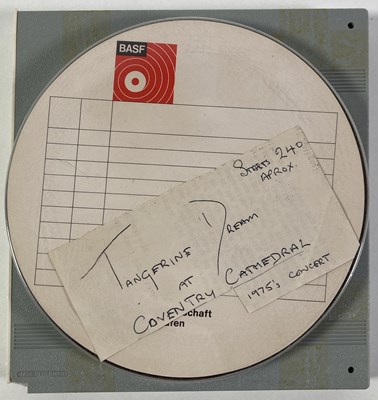 BASF
Starts 240
APROX.
TANGERINE DREAM
AT
COVENTRY CATHEDRAL
1975's CONCERT
schaft
ren